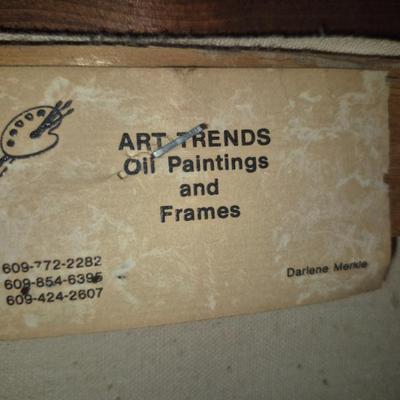 ART TRENDS
Oil Paintings
and
Frames
609-772-2282
609-854-6395
609-424-2607
Darlene Merkle